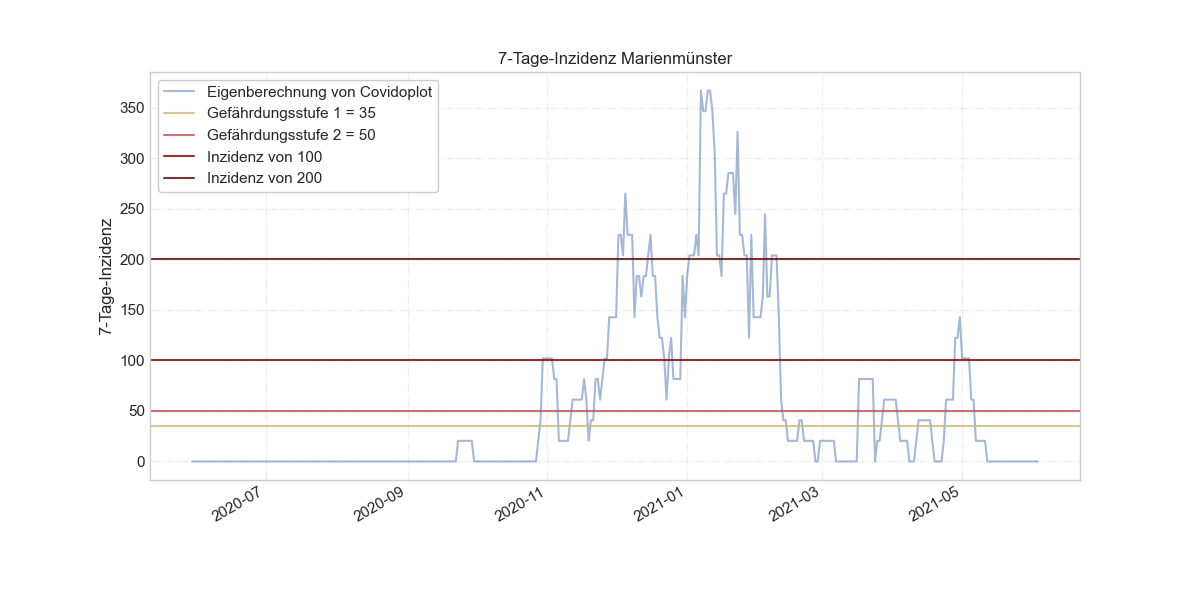 7-Tage-Inzidenz Marienmünster
Eigenberechnung von Covidoplot
Gefährdungsstufe 1 = 35
Gefährdungsstufe 2 = 50
Inzidenz von 100
Inzidenz von 200
7-Tage-Inzidenz
350
300
250
200
150
100
50
0
2020-07
2020-09
2020-11
2021-01
2021-03
2021-05